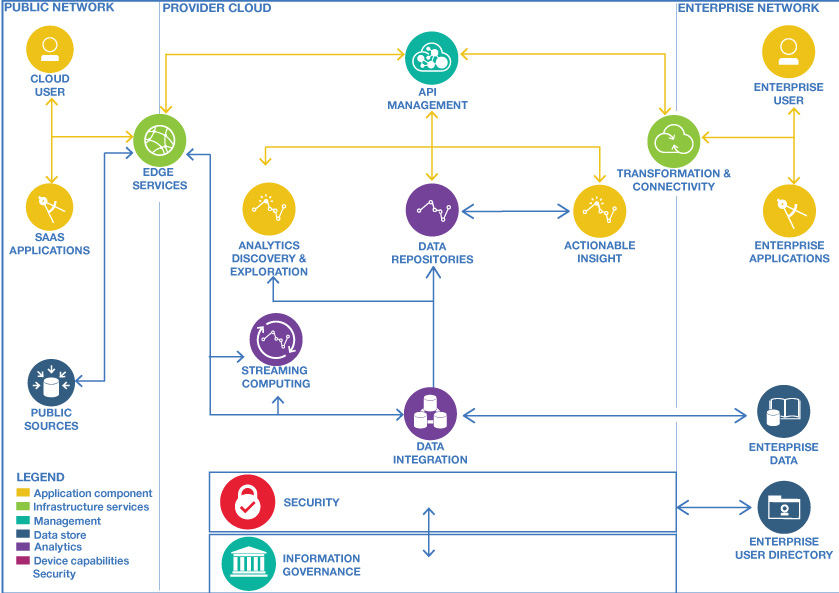 PUBLIC NETWORK
PROVIDER CLOUD
ENTERPRISE NETWORK
CLOUD
USER
API
MANAGEMENT
ENTERPRISE
USER
EDGE
SERVICES
TRANSFORMATION &
CONNECTIVITY
SAAS
APPLICATIONS
ANALYTICS
DISCOVERY &
EXPLORATION
DATA
REPOSITORIES
ACTIONABLE
INSIGHT
ENTERPRISE
APPLICATIONS
STREAMING
COMPUTING
PUBLIC
SOURCES
DATA
INTEGRATION
ENTERPRISE
DATA
LEGEND
Application component
Infrastructure services
Management
Data store
Analytics
Device capabilities
Security
SECURITY
INFORMATION
GOVERNANCE
ENTERPRISE
USER DIRECTORY